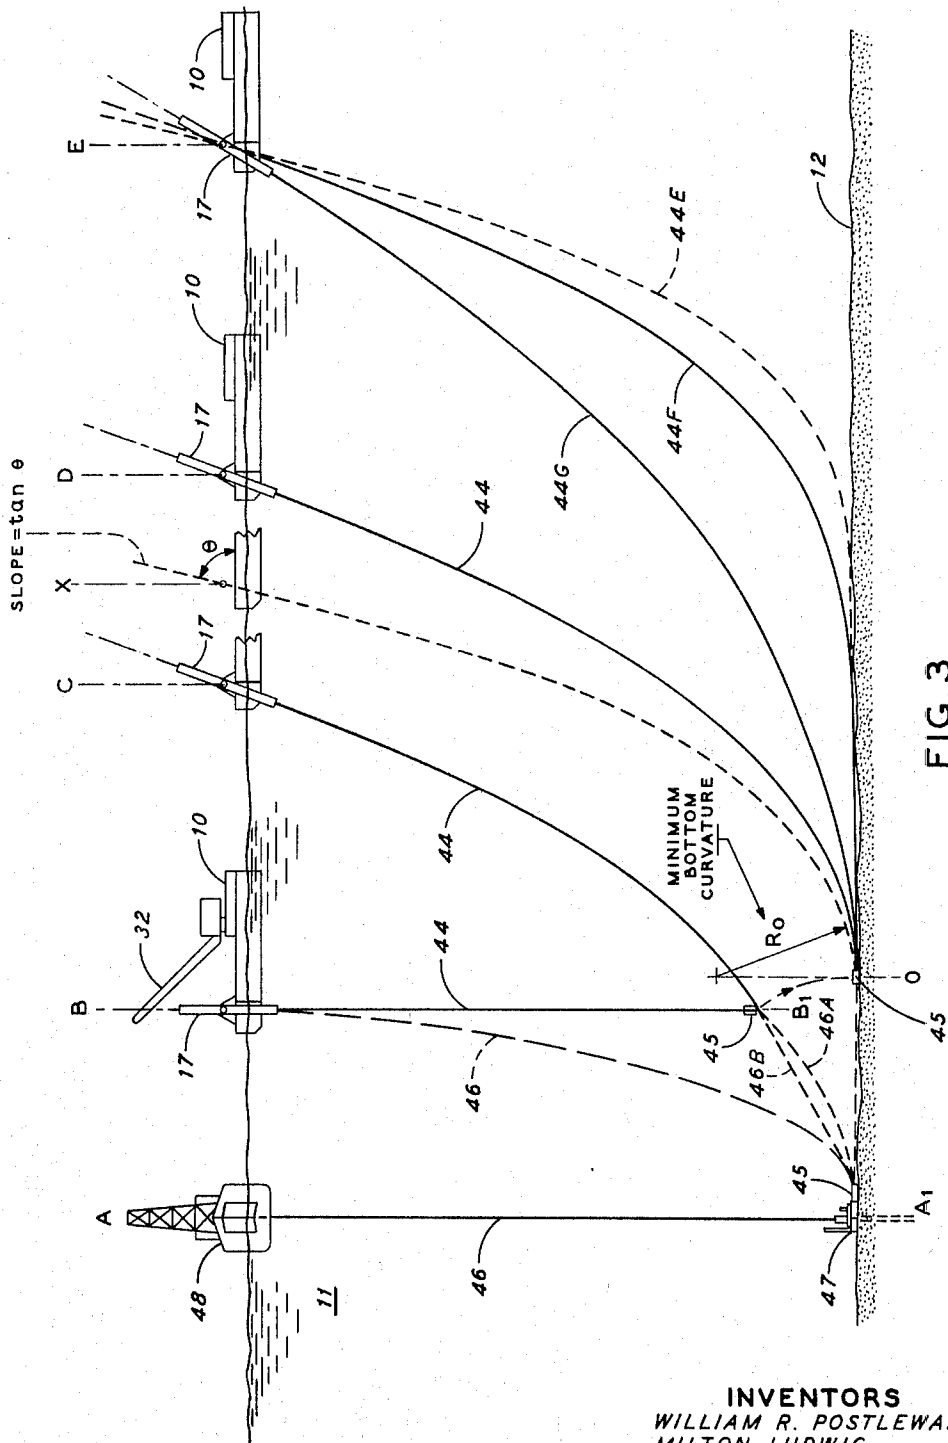 SLOPE=tan θ
A
B
C
X
D
E
48
17
32
10
17
θ
17
10
17
10
11
46
46
44
44
44
44G
44F
44E
12
MINIMUM
BOTTOM
CURVATURE
R₀
45
B₁
46B
46A
47
45
A₁
O
45
FIG 3
INVENTORS
WILLIAM R. POSTLEWA
MILTON LUDWIG